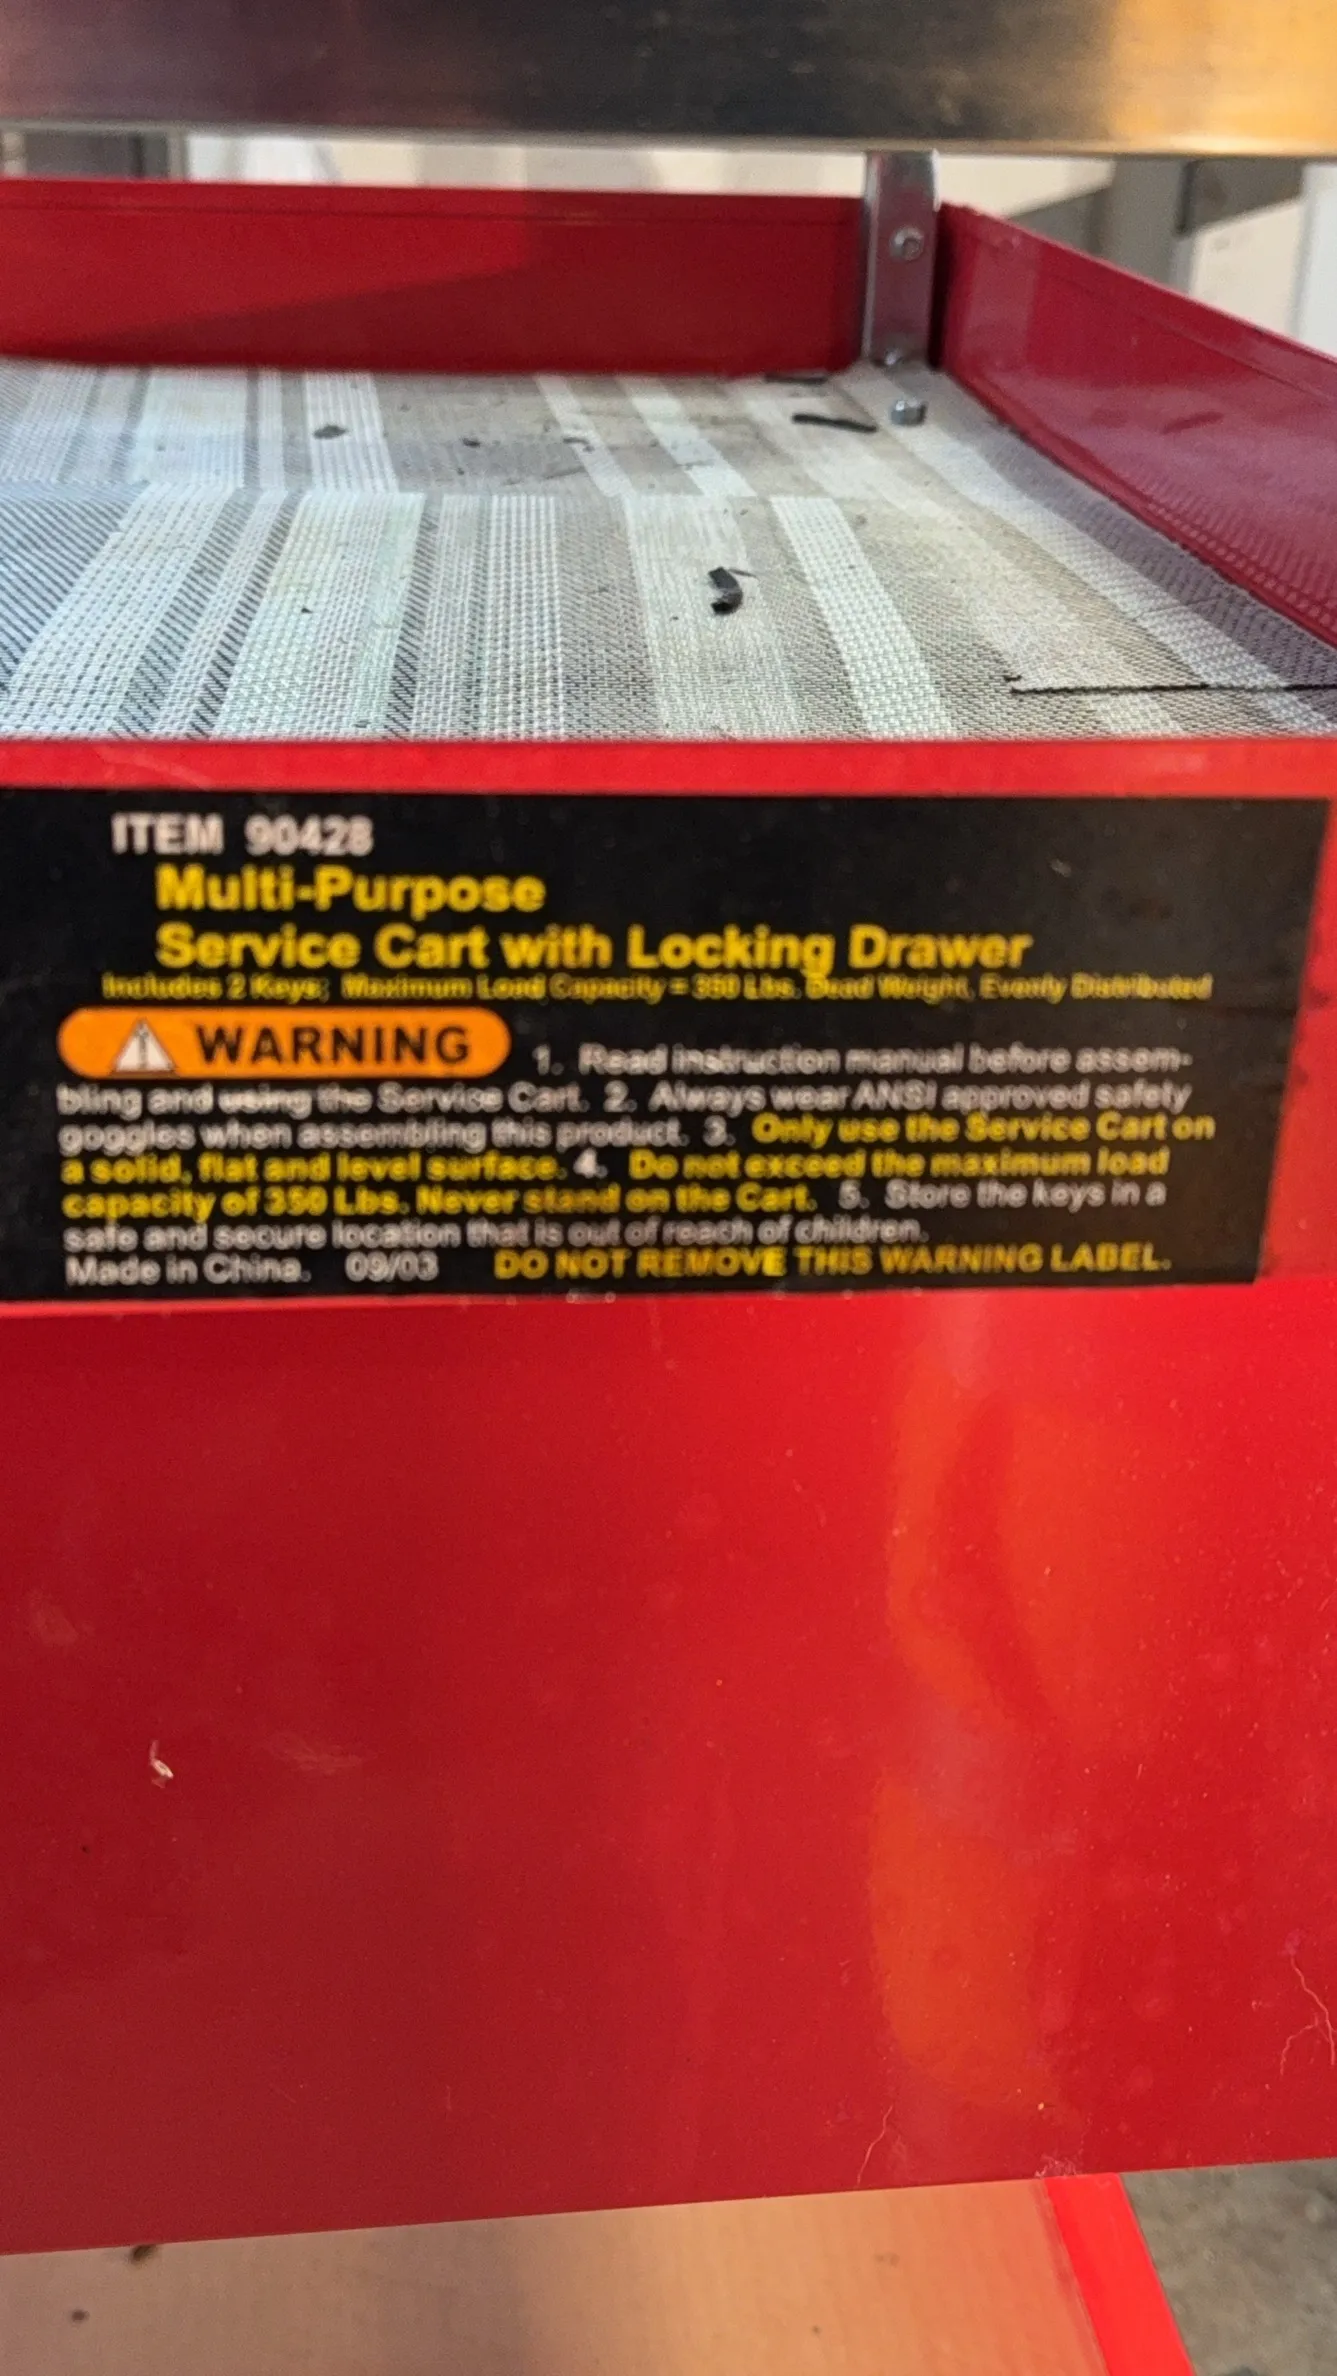 ITEM 90428
Multi-Purpose
Service Cart with Locking Drawer
Includes 2 Keys; Maximum Load Capacity = 350 Lbs. Dead Weight, Evenly Distributed
WARNING 1. Read instruction manual before assem-
bling and using the Service Cart. 2. Always wear ANSI approved safety
goggles when assembling this product. 3. Only use the Service Cart on
a solid, flat and level surface. 4. Do not exceed the maximum load
capacity of 350 Lbs. Never stand on the Cart. 5. Store the keys in a
safe and secure location that is out of reach of children.
Made in China. 09/03 DO NOT REMOVE THIS WARNING LABEL.